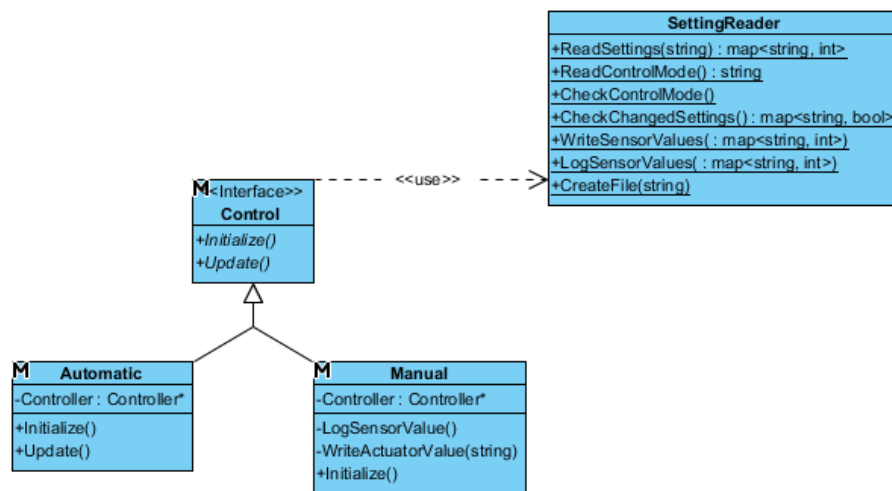 SettingReader
+ReadSettings(string) : map<string, int>
+ReadControlMode() : string
+CheckControlMode()
+CheckChangedSettings() : map<string, bool>
+WriteSensorValues( : map<string, int>)
+LogSensorValues( : map<string, int>)
+CreateFile(string)
<<use>>
M
<Interface>>
Control
+Initialize()
+Update()
M
Automatic
-Controller : Controller*
+Initialize()
+Update()
M
Manual
-Controller : Controller*
-LogSensorValue()
-WriteActuatorValue(string)
+Initialize()